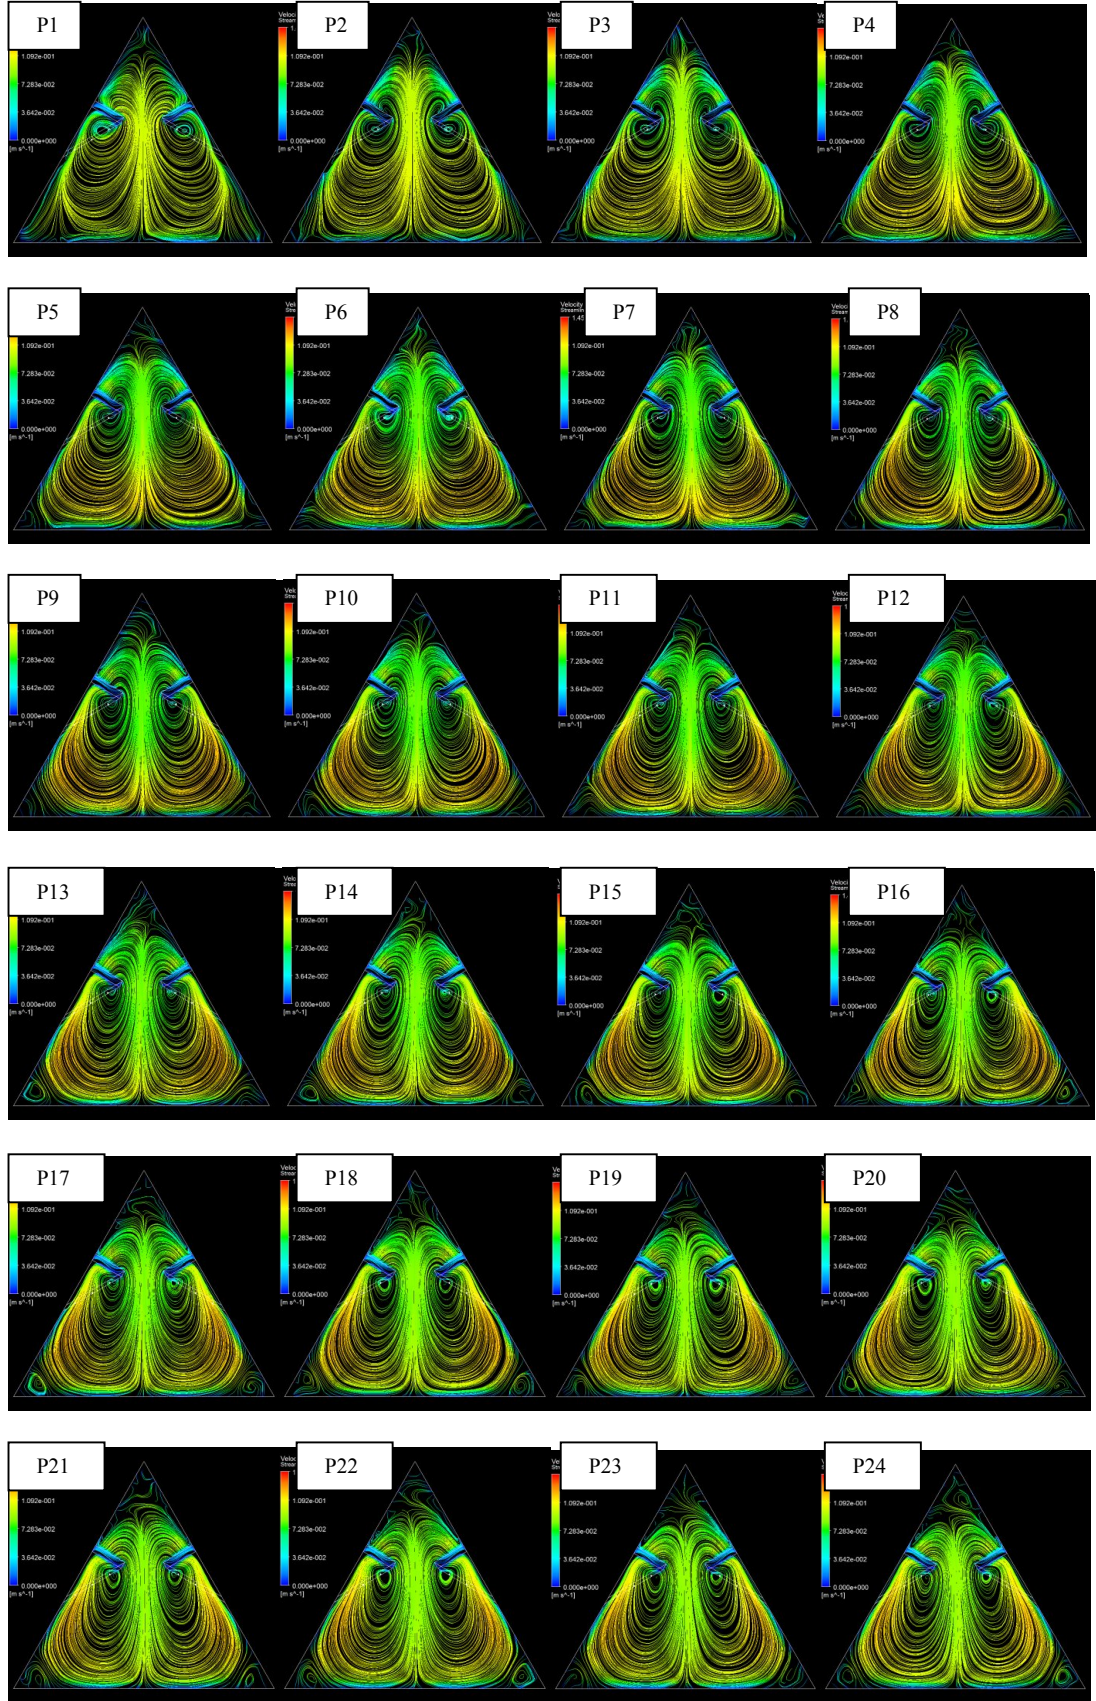 P1
1.092e-001
7.283e-002
3.642e-002
0.000e+000
[m s^-1]
P2
1.092e-001
7.283e-002
3.642e-002
0.000e+000
[m s^-1]
P3
1.092e-001
7.283e-002
3.642e-002
0.000e+000
[m s^-1]
P4
1.092e-001
7.283e-002
3.642e-002
0.000e+000
[m s^-1]
P5
1.092e-001
7.283e-002
3.642e-002
0.000e+000
[m s^-1]
P6
1.092e-001
7.283e-002
3.642e-002
0.000e+000
[m s^-1]
Velocity
P7
1.092e-001
7.283e-002
3.642e-002
0.000e+000
[m s^-1]
P8
1.092e-001
7.283e-002
3.642e-002
0.000e+000
[m s^-1]
P9
1.092e-001
7.283e-002
3.642e-002
0.000e+000
[m s^-1]
P10
1.092e-001
7.283e-002
3.642e-002
0.000e+000
[m s^-1]
P11
1.092e-001
7.283e-002
3.642e-002
0.000e+000
[m s^-1]
P12
1.092e-001
7.283e-002
3.642e-002
0.000e+000
[m s^-1]
P13
1.092e-001
7.283e-002
3.642e-002
0.000e+000
[m s^-1]
P14
1.092e-001
7.283e-002
3.642e-002
0.000e+000
[m s^-1]
P15
1.092e-001
7.283e-002
3.642e-002
0.000e+000
[m s^-1]
P16
1.092e-001
7.283e-002
3.642e-002
0.000e+000
[m s^-1]
P17
1.092e-001
7.283e-002
3.642e-002
0.000e+000
[m s^-1]
P18
1.092e-001
7.283e-002
3.642e-002
0.000e+000
[m s^-1]
P19
1.092e-001
7.283e-002
3.642e-002
0.000e+000
[m s^-1]
P20
1.092e-001
7.283e-002
3.642e-002
0.000e+000
[m s^-1]
P21
1.092e-001
7.283e-002
3.642e-002
0.000e+000
[m s^-1]
P22
1.092e-001
7.283e-002
3.642e-002
0.000e+000
[m s^-1]
P23
1.092e-001
7.283e-002
3.642e-002
0.000e+000
[m s^-1]
P24
1.092e-001
7.283e-002
3.642e-002
0.000e+000
[m s^-1]